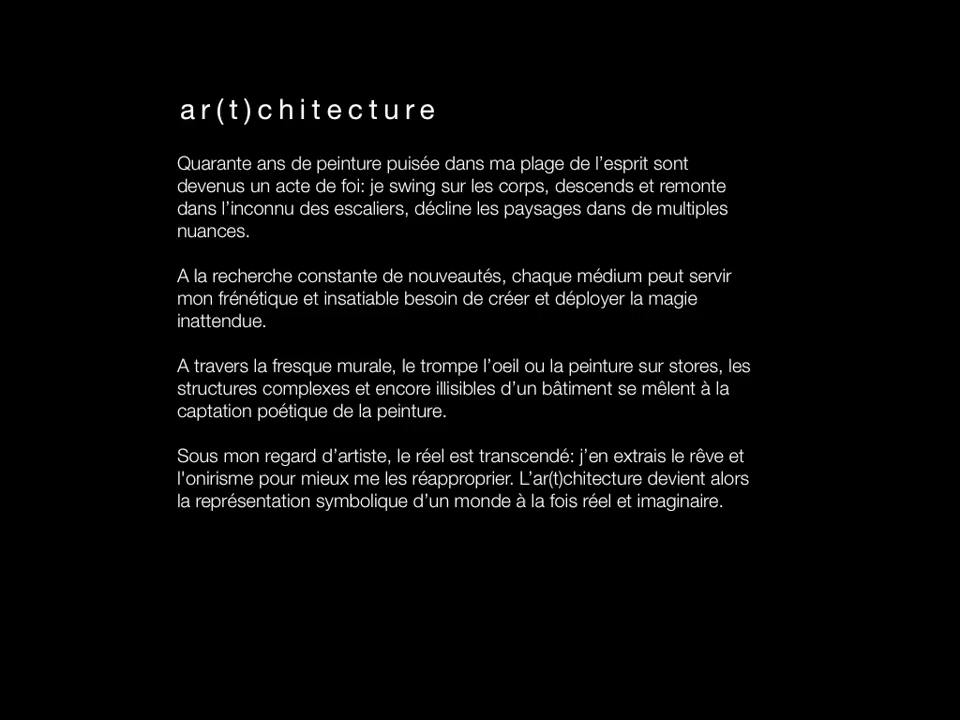 ar(t)chitecture
Quarante ans de peinture puisée dans ma plage de l’esprit sont
devenus un acte de foi: je swing sur les corps, descends et remonte
dans l’inconnu des escaliers, décline les paysages dans de multiples
nuances.
A la recherche constante de nouveautés, chaque médium peut servir
mon frénétique et insatiable besoin de créer et déployer la magie
inattendue.
A travers la fresque murale, le trompe l’oeil ou la peinture sur stores, les
structures complexes et encore illisibles d’un bâtiment se mêlent à la
captation poétique de la peinture.
Sous mon regard d’artiste, le réel est transcendé: j’en extrais le rêve et
l'onirisme pour mieux me les réapproprier. L’ar(t)chitecture devient alors
la représentation symbolique d’un monde à la fois réel et imaginaire.